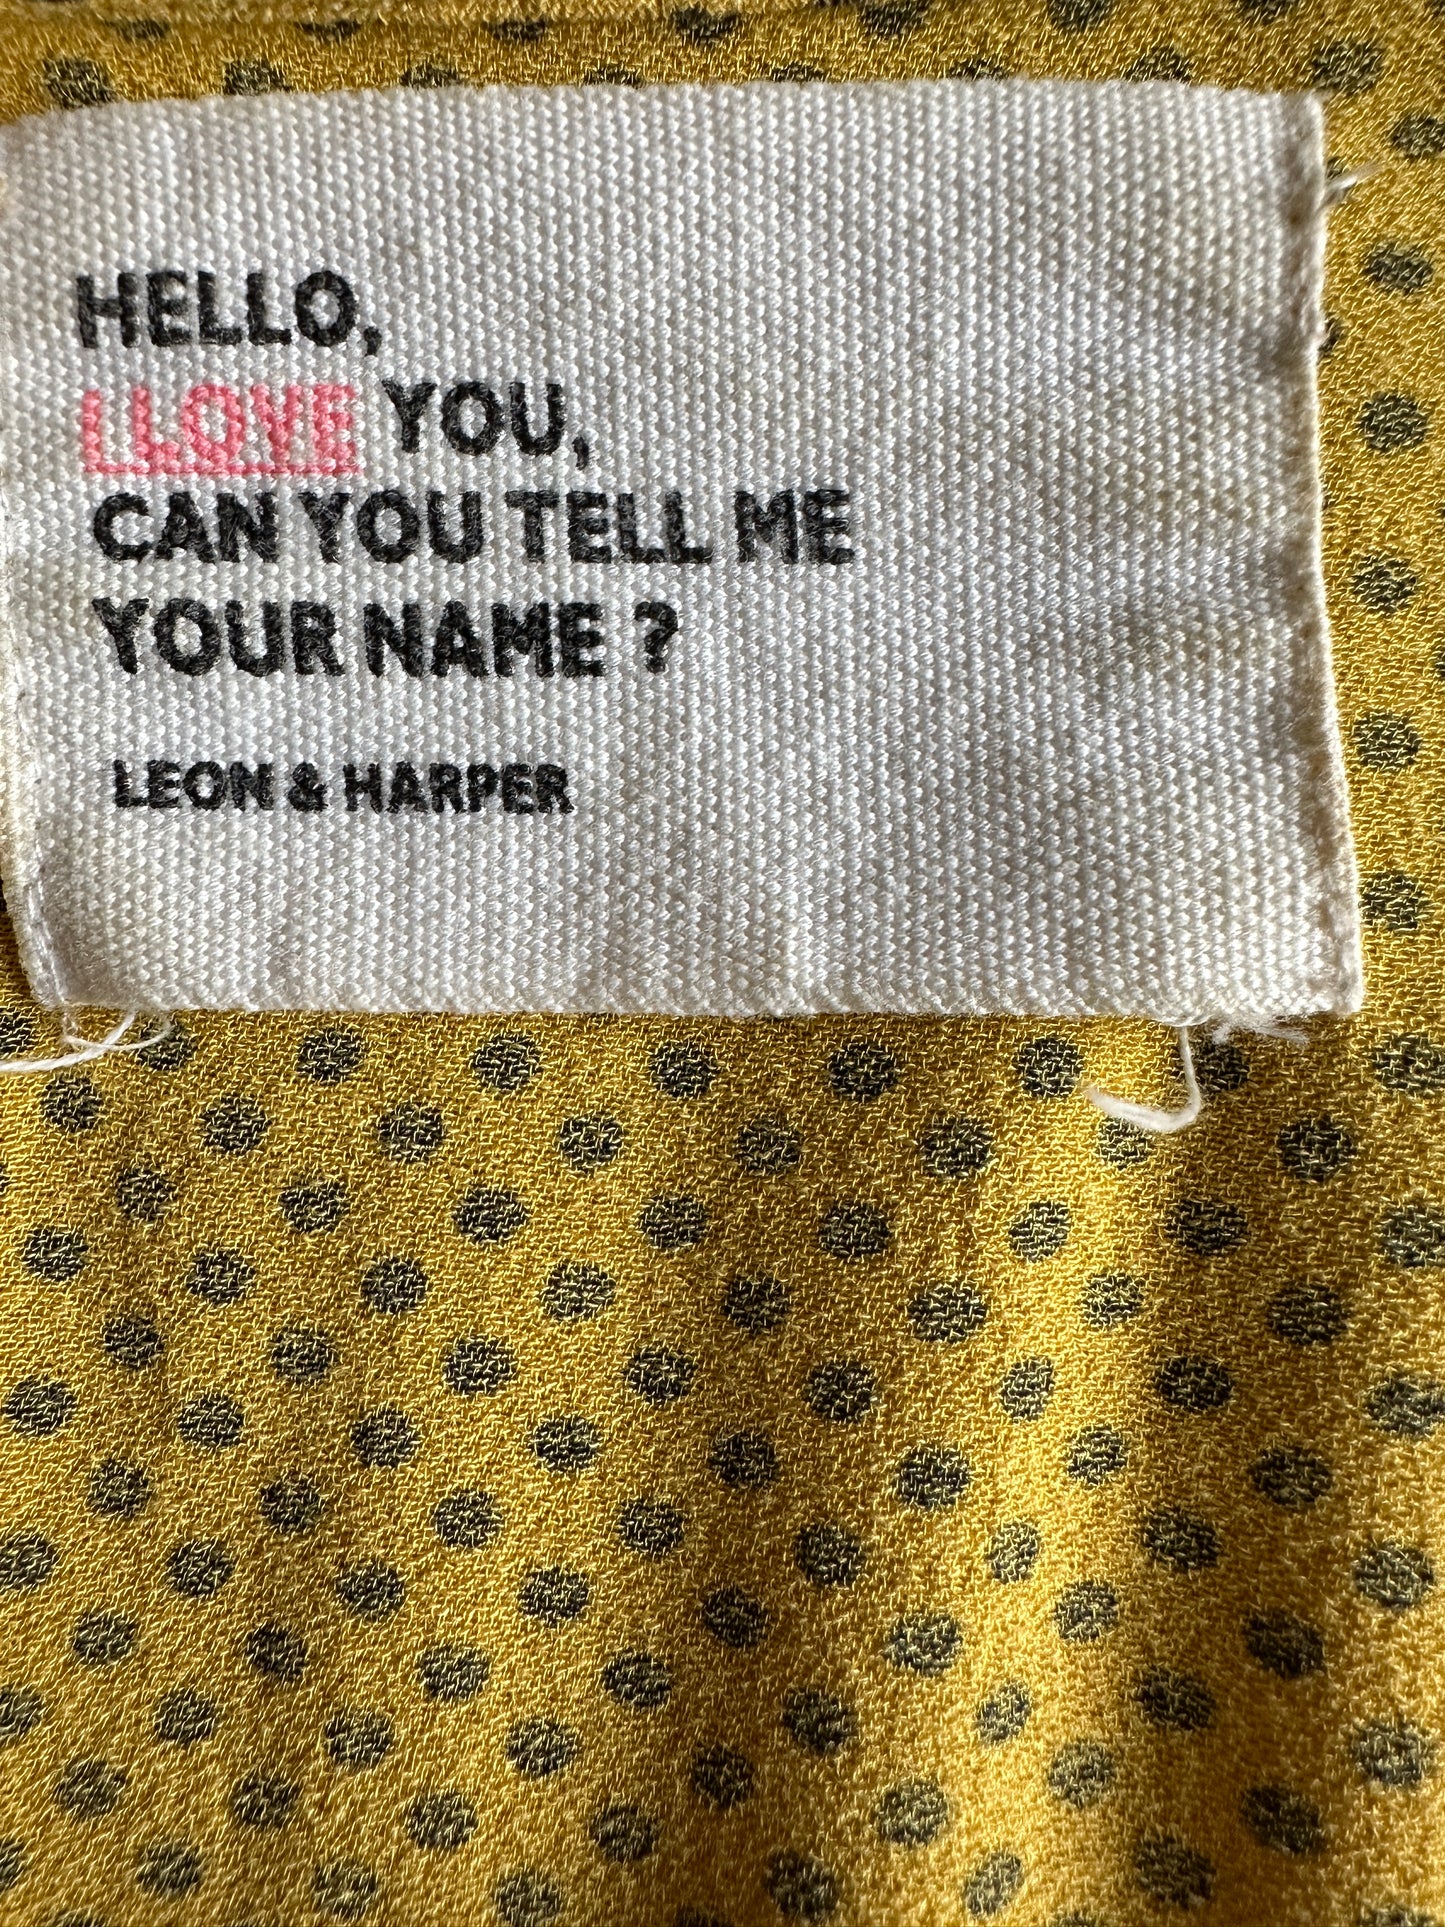 HELLO,
I LOVE YOU,
CAN YOU TELL ME
YOUR NAME ?
LEON & HARPER